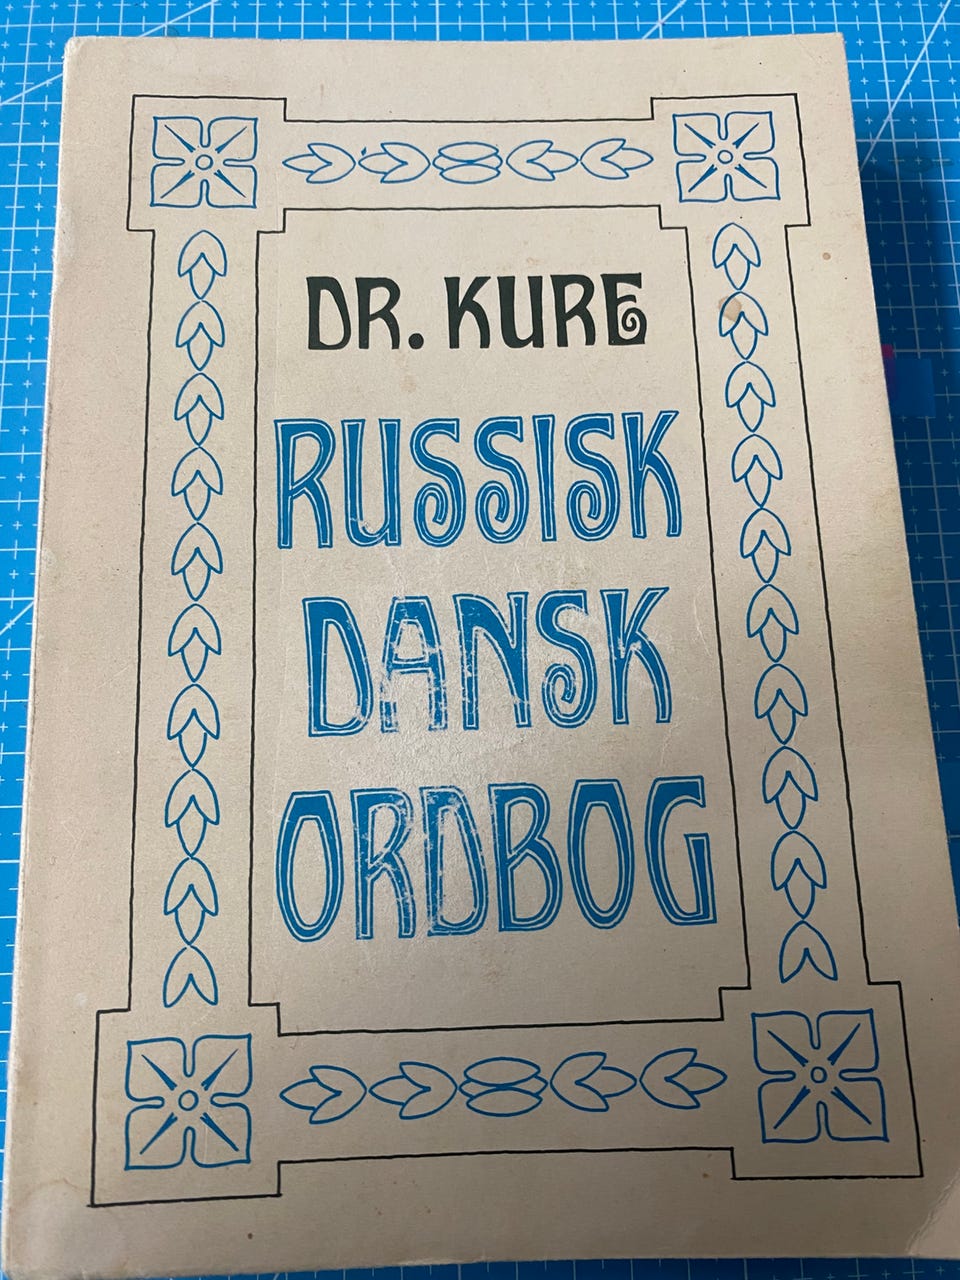 DR. KURE
RUSSISK
DANSK
ORDBOG